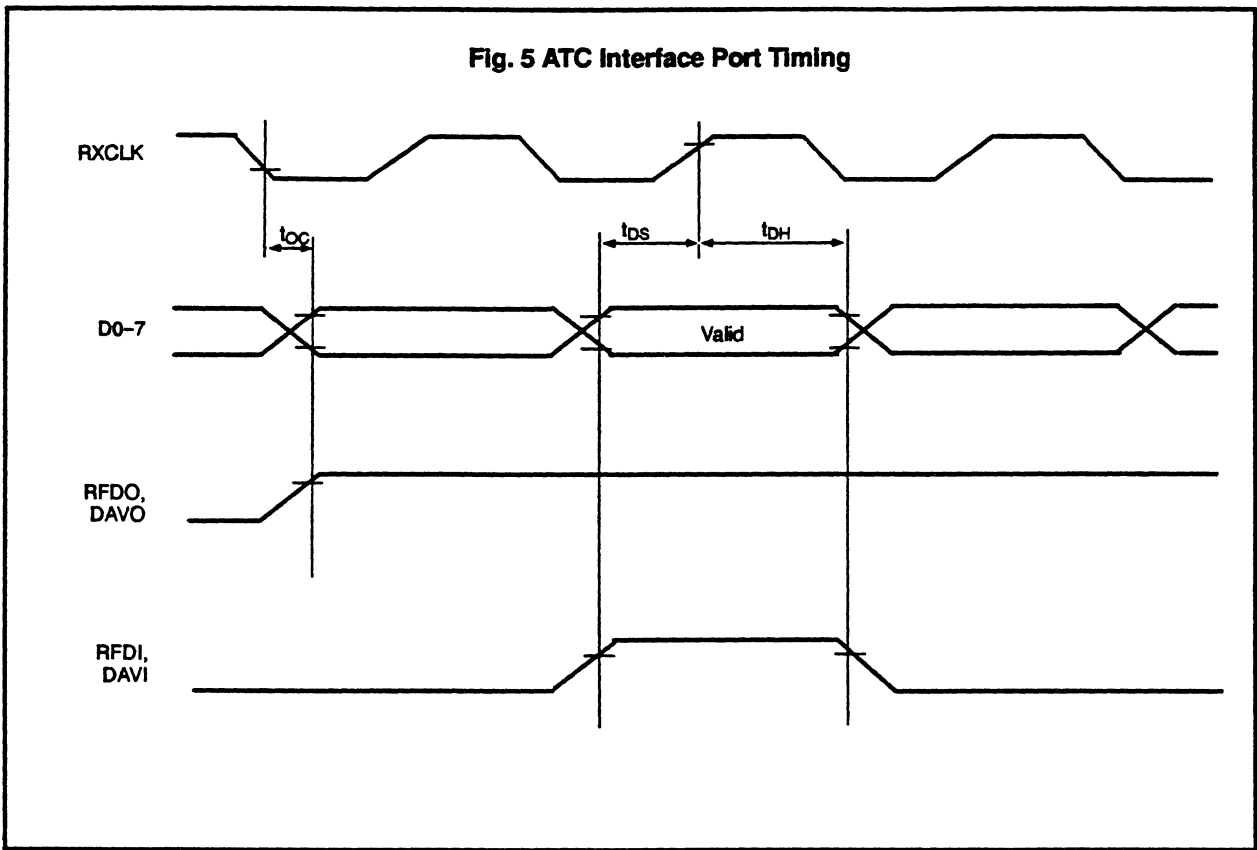 Fig. 5 ATC Interface Port Timing
RXCLK
tOC
tDS
tDH
D0-7
Valid
RFDO,
DAVO
RFDI,
DAVI